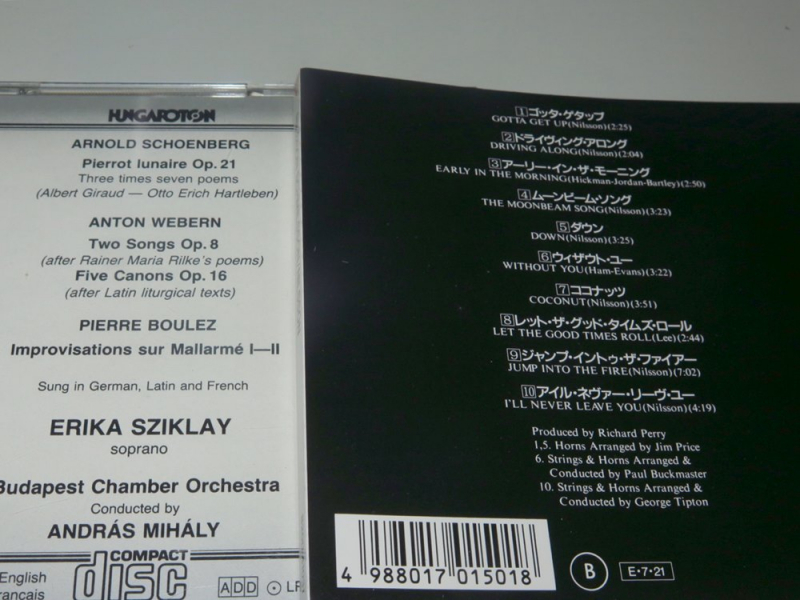 HUNGAROTON
ARNOLD SCHOENBERG
Pierrot lunaire Op. 21
Three times seven poems
(Albert Giraud — Otto Erich Hartleben)
ANTON WEBERN
Two Songs Op. 8
(after Rainer Maria Rilke's poems)
Five Canons Op. 16
(after Latin liturgical texts)
PIERRE BOULEZ
Improvisations sur Mallarmé I—II
Sung in German, Latin and French
ERIKA SZIKLAY
soprano
Budapest Chamber Orchestra
Conducted by
ANDRÁS MIHÁLY
COMPACT
disc
ADD
English
1 ゴッタ・ゲタップ
GOTTA GET UP(Nilsson)(2:25)
2 ドライヴィング・アロング
DRIVING ALONG(Nilsson)(2:04)
3 アーリー・イン・ザ・モーニング
EARLY IN THE MORNING(Hickman-Jordan-Bartley)(2:50)
4 ムーンビーム・ソング
THE MOONBEAM SONG(Nilsson)(3:23)
5 ダウン
DOWN(Nilsson)(3:25)
6 ウィザウト・ユー
WITHOUT YOU(Ham-Evans)(3:22)
7 ココナッツ
COCONUT(Nilsson)(3:51)
8 レット・ザ・グッド・タイムズ・ロール
LET THE GOOD TIMES ROLL(Lee)(2:44)
9 ジャンプ・イントゥ・ザ・ファイアー
JUMP INTO THE FIRE(Nilsson)(7:02)
10 アイル・ネヴァー・リーヴ・ユー
I'LL NEVER LEAVE YOU(Nilsson)(4:19)
Produced by Richard Perry
1,5. Horns Arranged by Jim Price
6. Strings & Horns Arranged &
Conducted by Paul Buckmaster
10. Strings & Horns Arranged &
Conducted by George Tipton
4 988017 015018
B
E・7・21